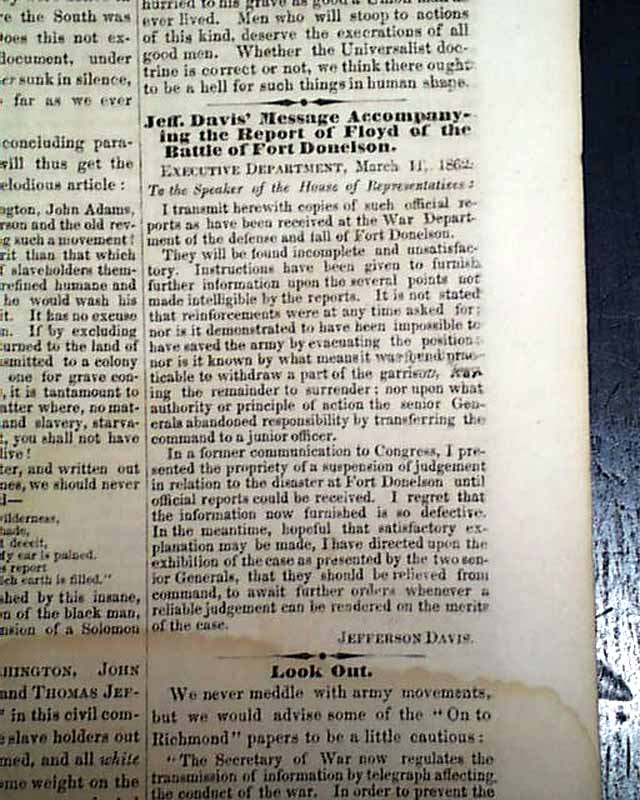 re the South was
Does this not ex-
document, under
sunk in silence,
far as we ever
concluding para-
will thus get the
elodious article :
ngton, John Adams,
rson and the old rev-
g such a movement!
rit than that which
f slaveholders them-
refined humane and
he would wash his
it. It has no excuse
n. If by excluding
urned to the land of
nsmitted to a colony
one for grave con-
, it is tantamount to
atter where, no mat-
and slavery, starva-
t, you shall not have
live!
ter, and written out
nes, we should never
d—
wilderness,
hade,
t deceit,
My ear is pained.
s report
ich earth is filled."
shed by this insane,
on of the black man,
nsion of a Solomon
SHINGTON, JOHN
and THOMAS JEF-
" in this civil com-
e slave holders out
med, and all white
ome weight on the
hurried to his grave as good a Union man as
ever lived. Men who will stoop to actions
of this kind, deserve the execrations of all
good men. Whether the Universalist doc-
trine is correct or not, we think there ought
to be a hell for such things in human shape.
Jeff. Davis' Message Accompany-
ing the Report of Floyd of the
Battle of Fort Donelson.
EXECUTIVE DEPARTMENT, March 11, 1862.
To the Speaker of the House of Representatives :
I transmit herewith copies of such official re-
ports as have been received at the War Depart-
ment of the defense and fall of Fort Donelson.
They will be found incomplete and unsatisfac-
tory. Instructions have been given to furnish
further information upon the several points not
made intelligible by the reports. It is not stated
that reinforcements were at any time asked for;
nor is it demonstrated to have been impossible to
have saved the army by evacuating the position;
nor is it known by what means it was prac-
ticable to withdraw a part of the garrison, leav-
ing the remainder to surrender : nor upon what
authority or principle of action the senior Gen-
erals abandoned responsibility by transferring the
command to a junior officer.
In a former communication to Congress, I pre-
sented the propriety of a suspension of judgement
in relation to the disaster at Fort Donelson until
official reports could be received. I regret that
the information now furnished is so defective.
In the meantime, hopeful that satisfactory ex-
planation may be made, I have directed upon the
exhibition of the case as presented by the two sen-
ior Generals, that they should be relieved from
command, to await further orders whenever a
reliable judgement can be rendered on the merits
of the case.
JEFFERSON DAVIS.
Look Out.
We never meddle with army movements,
but we would advise some of the "On to
Richmond" papers to be a little cautious :
"The Secretary of War now regulates the
transmission of information by telegraph affecting
the conduct of the war. In order to prevent the